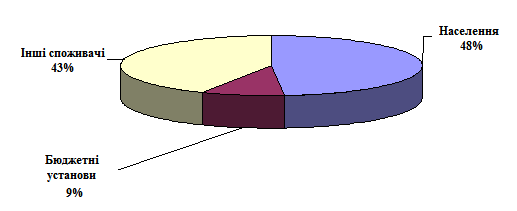 Населення
48%
Інші споживачі
43%
Бюджетні
установи
9%